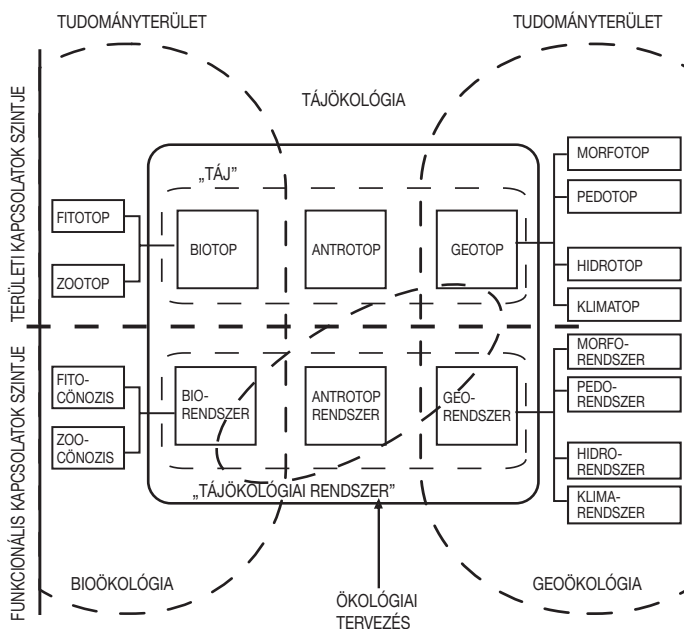 TUDOMÁNYTERÜLET
TUDOMÁNYTERÜLET
TERÜLETI KAPCSOLATOK SZINTJE
FUNKCIONÁLIS KAPCSOLATOK SZINTJE
TÁJÖKOLÓGIA
„TÁJ”
FITOTOP
ZOOTOP
BIOTOP
ANTROTOP
GEOTOP
MORFOTOP
PEDOTOP
HIDROTOP
KLIMATOP
FITO-
CÖNOZIS
ZOO-
CÖNOZIS
BIO-
RENDSZER
ANTROTOP
RENDSZER
GEO-
RENDSZER
MORFO-
RENDSZER
PEDO-
RENDSZER
HIDRO-
RENDSZER
KLIMA-
RENDSZER
„TÁJÖKOLÓGIAI RENDSZER”
BIOÖKOLÓGIA
GEOÖKOLÓGIA
ÖKOLÓGIAI
TERVEZÉS